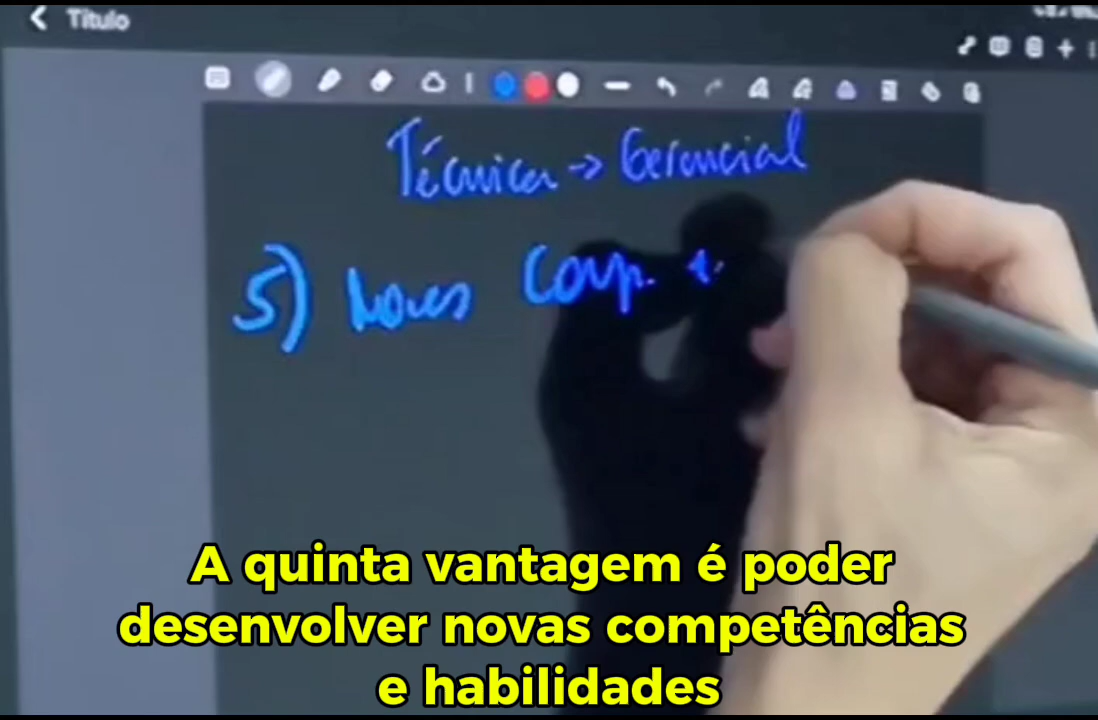 Título
Técnica → Gerencial
5) Novas Comp. +
A quinta vantagem é poder
desenvolver novas competências
e habilidades